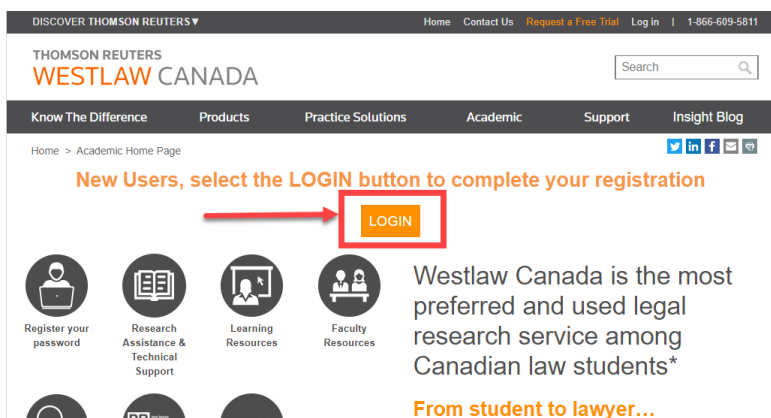 DISCOVER THOMSON REUTERS▼ Home Contact Us Request a Free Trial Log in | 1-866-609-5811
THOMSON REUTERS
WESTLAW CANADA
Search
Know The Difference Products Practice Solutions Academic Support Insight Blog
Home > Academic Home Page
New Users, select the LOGIN button to complete your registration
LOGIN
Register your
password
Research
Assistance &
Technical
Support
Learning
Resources
Faculty
Resources
Westlaw Canada is the most
preferred and used legal
research service among
Canadian law students*
From student to lawyer…